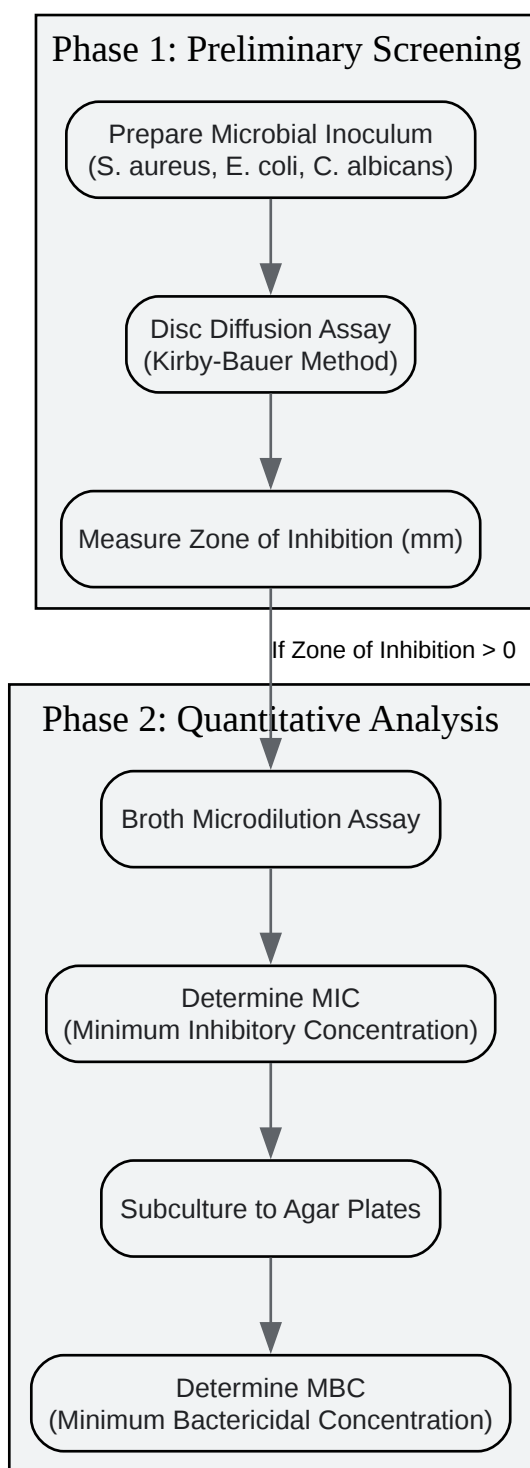 Phase 1: Preliminary Screening
Prepare Microbial Inoculum
(S. aureus, E. coli, C. albicans)
Disc Diffusion Assay
(Kirby-Bauer Method)
Measure Zone of Inhibition (mm)
If Zone of Inhibition > 0
Phase 2: Quantitative Analysis
Broth Microdilution Assay
Determine MIC
(Minimum Inhibitory Concentration)
Subculture to Agar Plates
Determine MBC
(Minimum Bactericidal Concentration)